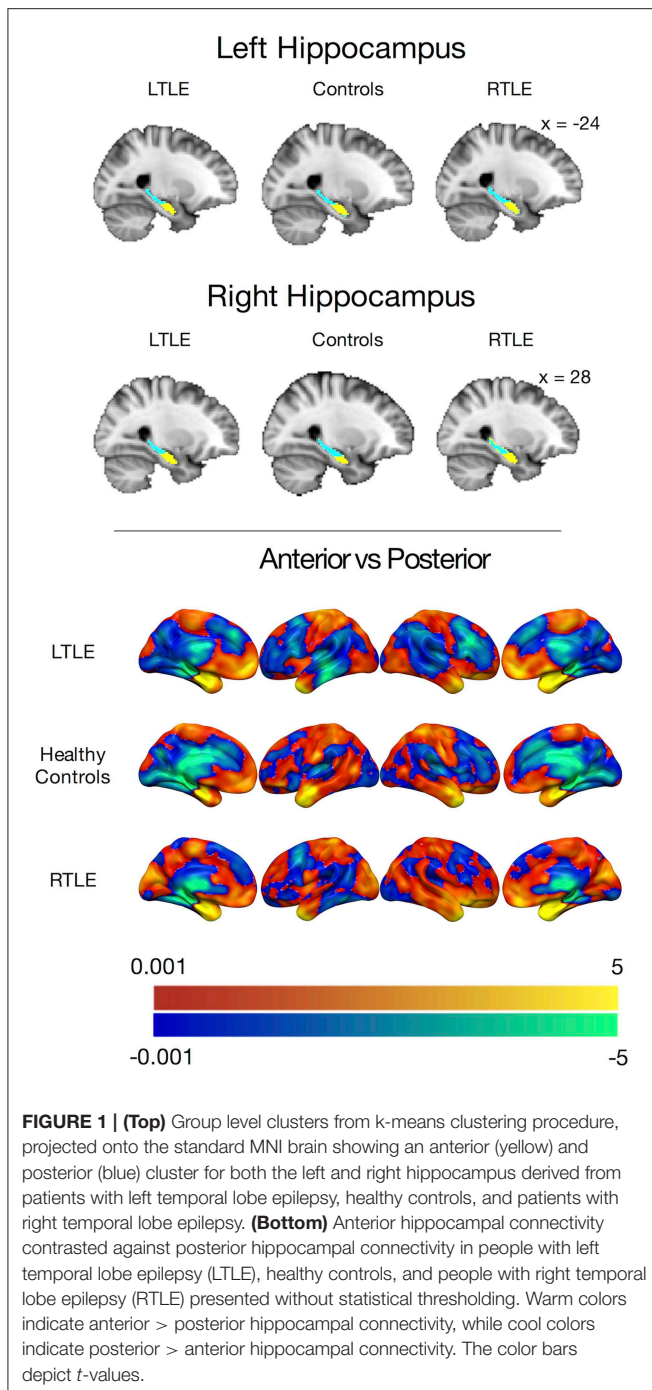 Left Hippocampus
LTLE Controls RTLE
x = -24
Right Hippocampus
LTLE Controls RTLE
x = 28
Anterior vs Posterior
LTLE
Healthy
Controls
RTLE
0.001 5
-0.001 -5
FIGURE 1 | (Top) Group level clusters from k-means clustering procedure,
projected onto the standard MNI brain showing an anterior (yellow) and
posterior (blue) cluster for both the left and right hippocampus derived from
patients with left temporal lobe epilepsy, healthy controls, and patients with
right temporal lobe epilepsy. (Bottom) Anterior hippocampal connectivity
contrasted against posterior hippocampal connectivity in people with left
temporal lobe epilepsy (LTLE), healthy controls, and people with right temporal
lobe epilepsy (RTLE) presented without statistical thresholding. Warm colors
indicate anterior > posterior hippocampal connectivity, while cool colors
indicate posterior > anterior hippocampal connectivity. The color bars
depict t-values.